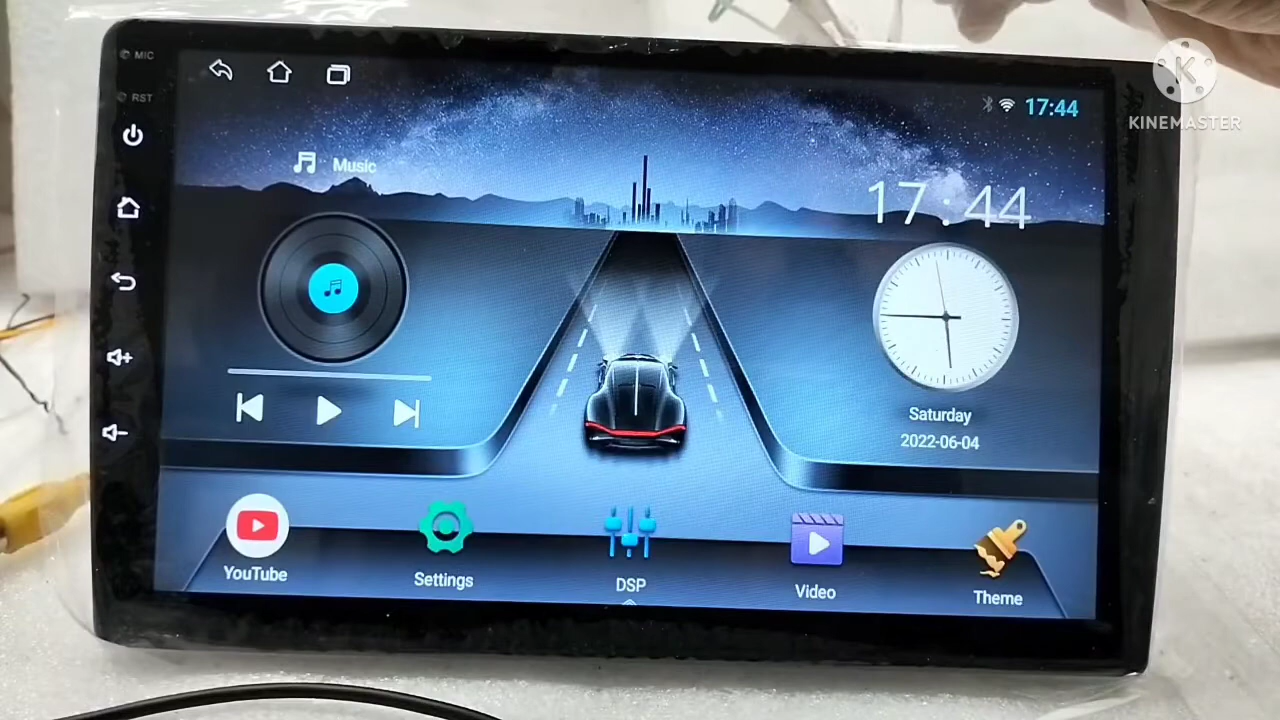 MIC
RST
17:44
K
KINEMASTER
Music
17:44
Saturday
2022-06-04
YouTube
Settings
DSP
Video
Theme